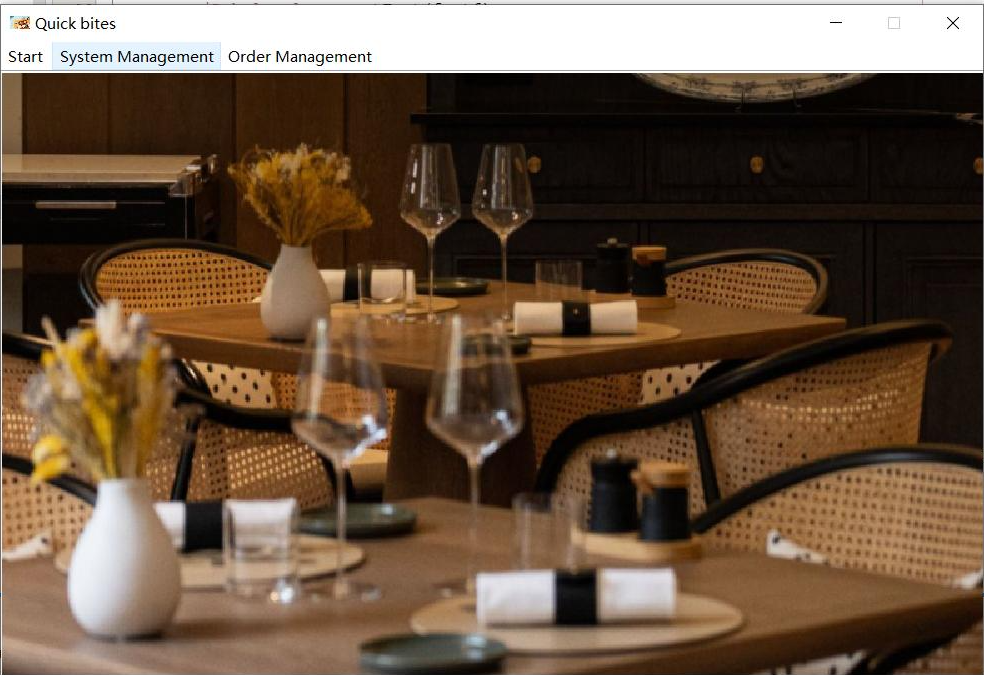 Quick bites
Start System Management Order Management